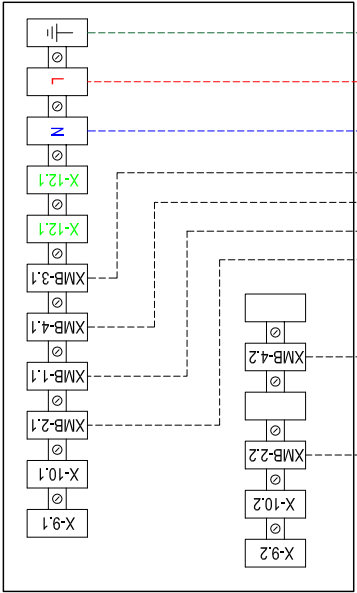 L
N
X-12.1
X-12.1
XMB-3.1
XMB-4.1
XMB-1.1
XMB-2.1
X-10.1
X-9.1
XMB-4.2
XMB-2.2
X-10.2
X-9.2